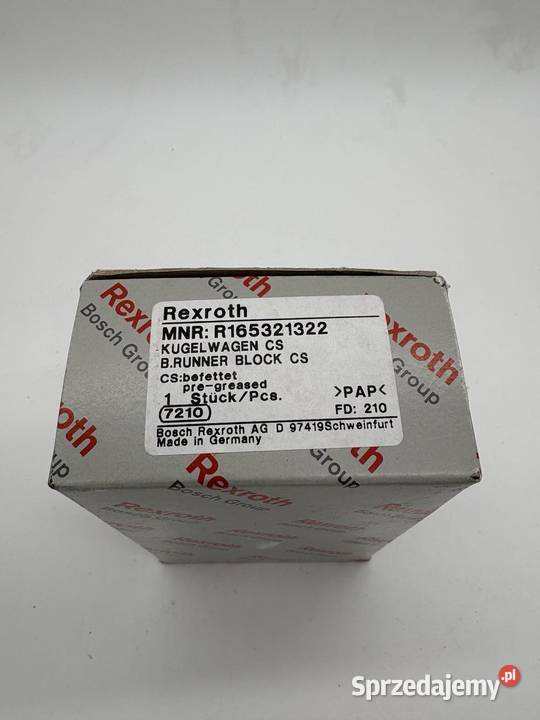 Rexroth
MNR: R165321322
KUGELWAGEN CS
B.RUNNER BLOCK CS
CS:befettet
pre-greased
1 Stück/Pcs. >PAP<
7210 FD: 210
Bosch Rexroth AG D 97419Schweinfurt
Made in Germany
Rexroth
Bosch Group
Rexroth
Bosch Group
Rexroth
Bosch Group
Rexroth
Sprzedajemy.pl